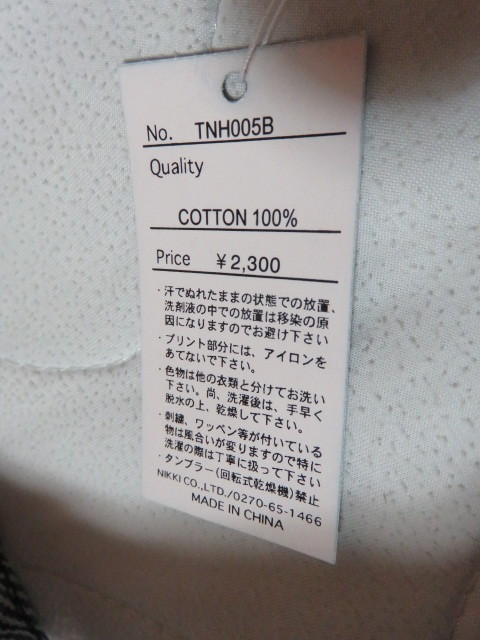 No. TNH005B
Quality
COTTON 100%
Price ¥2,300
・汗でぬれたままの状態での放置、
洗剤液の中での放置は移染の原
因になりますのでお避け下さい
・プリント部分には、アイロンを
あてないで下さい。
・色物は他の衣類と分けてお洗い
下さい。尚、洗濯後は、手早く
脱水の上、乾燥して下さい。
・刺繍、ワッペン等が付いている
物は風合いが変りますので特に
洗濯の際は丁寧に扱って下さい
・タンブラー(回転式乾燥機)禁止
NIKKI CO.,LTD./0270-65-1466
MADE IN CHINA